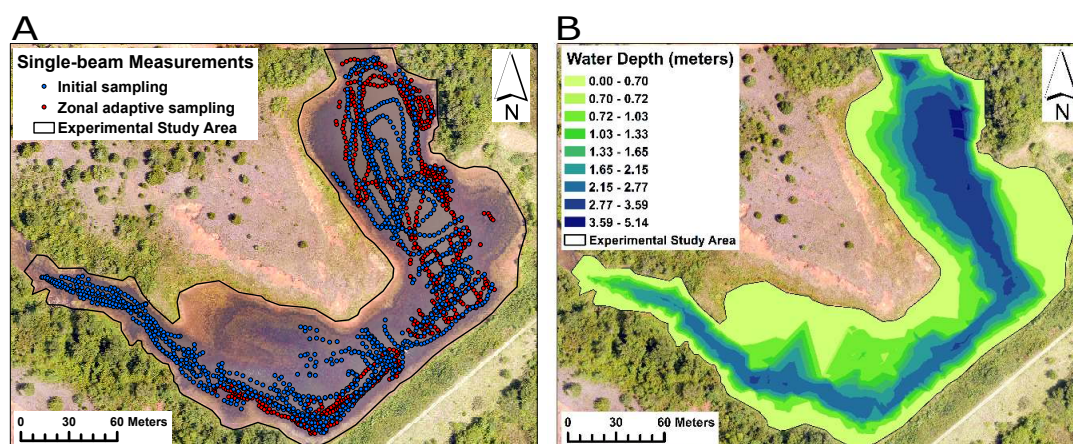 A
Single-beam Measurements
Initial sampling
Zonal adaptive sampling
Experimental Study Area
N
0 30 60 Meters
B
Water Depth (meters)
0.00 - 0.70
0.70 - 0.72
0.72 - 1.03
1.03 - 1.33
1.33 - 1.65
1.65 - 2.15
2.15 - 2.77
2.77 - 3.59
3.59 - 5.14
Experimental Study Area
N
0 30 60 Meters